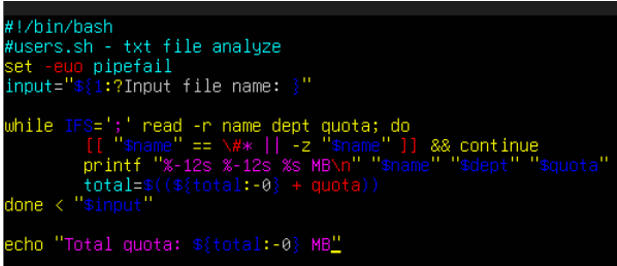 #!/bin/bash
#users.sh - txt file analyze
set -euo pipefail
input="${1:?Input file name: }"
while IFS=';' read -r name dept quota; do
[[ "$name" == \#* || -z "$name" ]] && continue
printf "%-12s %-12s %s MB\n" "$name" "$dept" "$quota"
total=$((${total:-0} + quota))
done < "$input"
echo "Total quota: ${total:-0} MB"